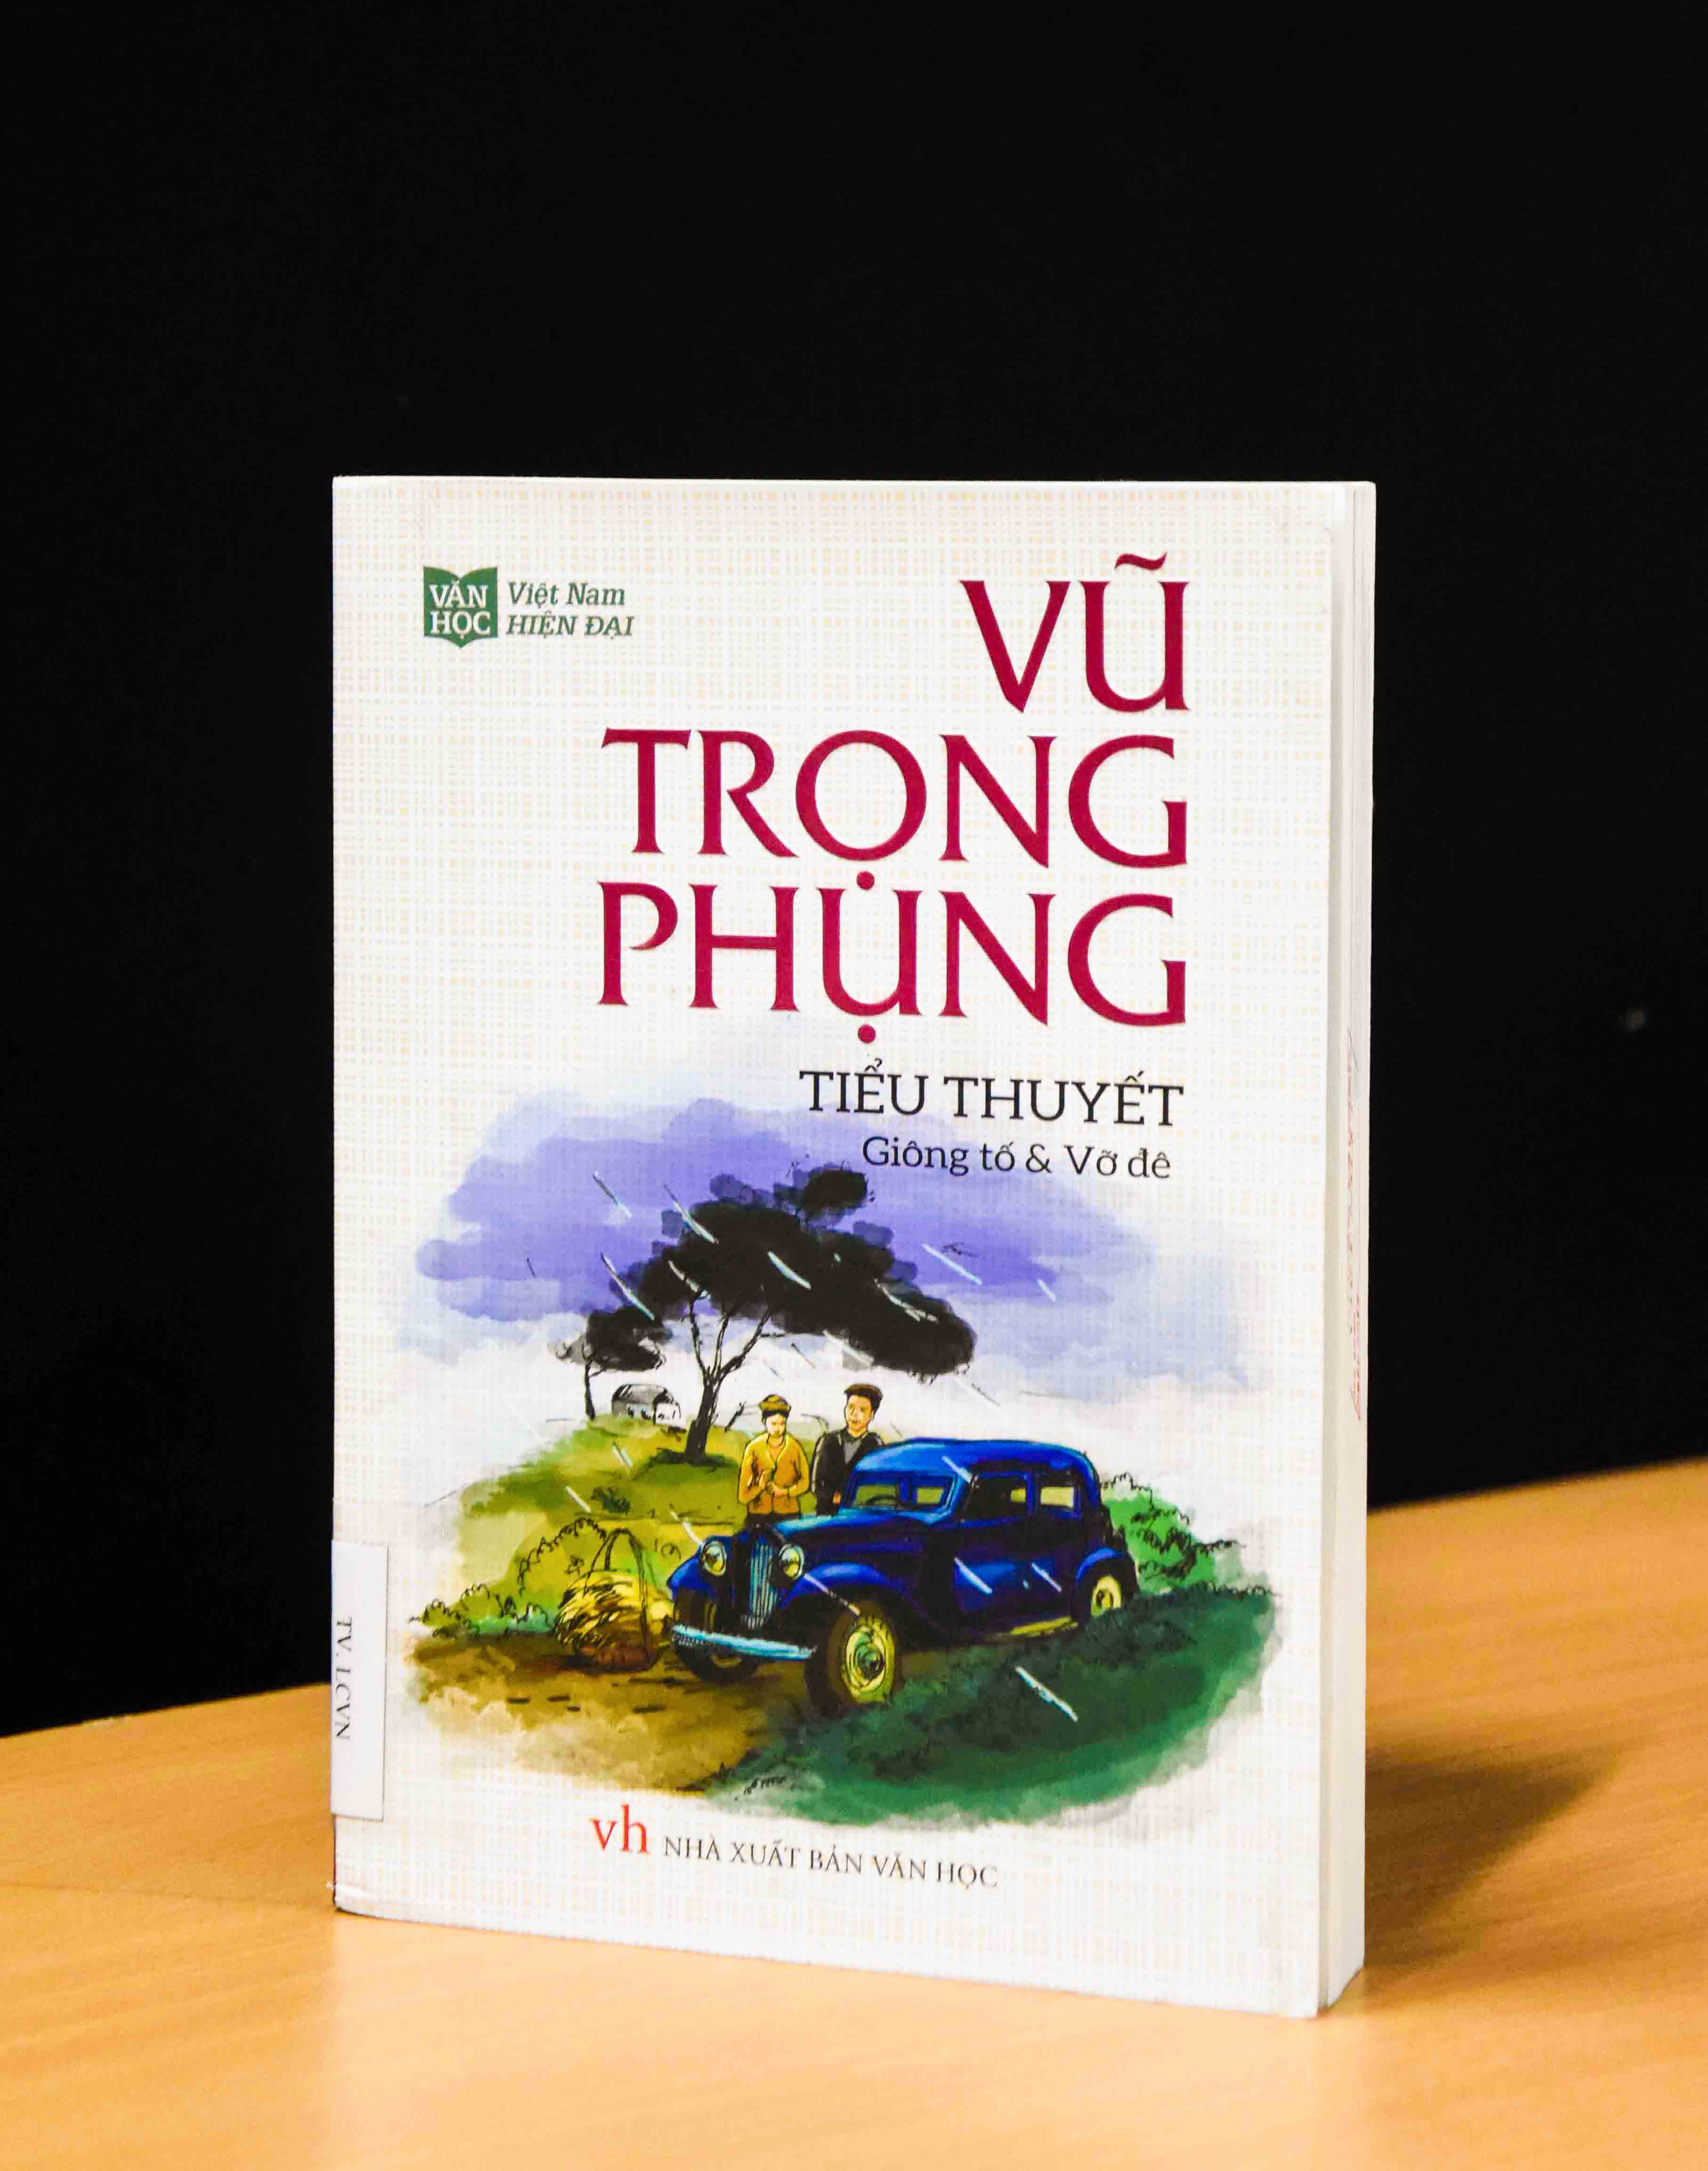 VĂN HỌC
Việt Nam
HIỆN ĐẠI
VŨ
TRỌNG
PHỤNG
TIỂU THUYẾT
Giông tố & Vỡ đê
TV. LCVN
vh NHÀ XUẤT BẢN VĂN HỌC